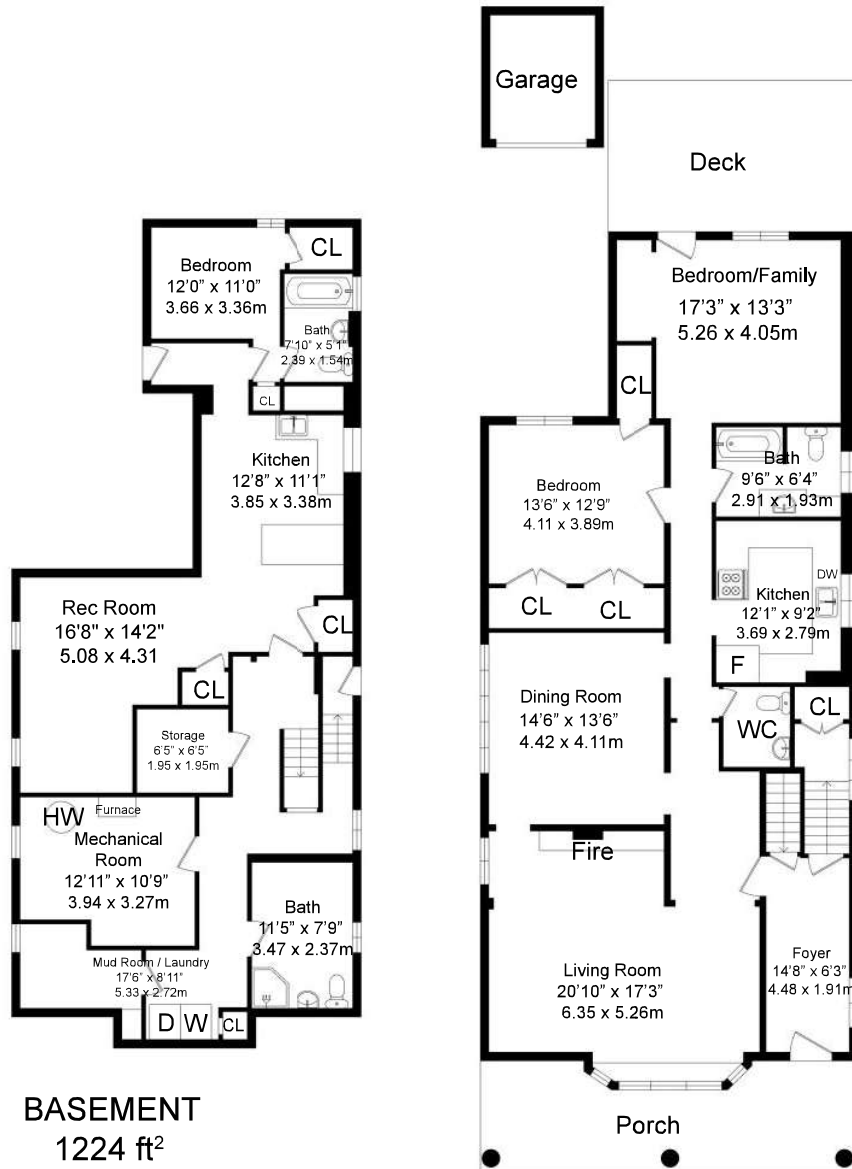 Garage
Deck
Bedroom
12'0" x 11'0"
3.66 x 3.36m
CL
Bath
7'10" x 5'1"
2.39 x 1.54m
CL
Kitchen
12'8" x 11'1"
3.85 x 3.38m
Rec Room
16'8" x 14'2"
5.08 x 4.31
CL
CL
Storage
6'5" x 6'5"
1.95 x 1.95m
HW
Furnace
Mechanical
Room
12'11" x 10'9"
3.94 x 3.27m
Bath
11'5" x 7'9"
3.47 x 2.37m
Mud Room / Laundry
17'6" x 8'11"
5.33 x 2.72m
D W
CL
BASEMENT
1224 ft²
Bedroom/Family
17'3" x 13'3"
5.26 x 4.05m
CL
Bedroom
13'6" x 12'9"
4.11 x 3.89m
Bath
9'6" x 6'4"
2.91 x 1.93m
CL
CL
DW
Kitchen
12'1" x 9'2"
3.69 x 2.79m
F
Dining Room
14'6" x 13'6"
4.42 x 4.11m
WC
CL
Fire
Living Room
20'10" x 17'3"
6.35 x 5.26m
Foyer
14'8" x 6'3"
4.48 x 1.91m
Porch